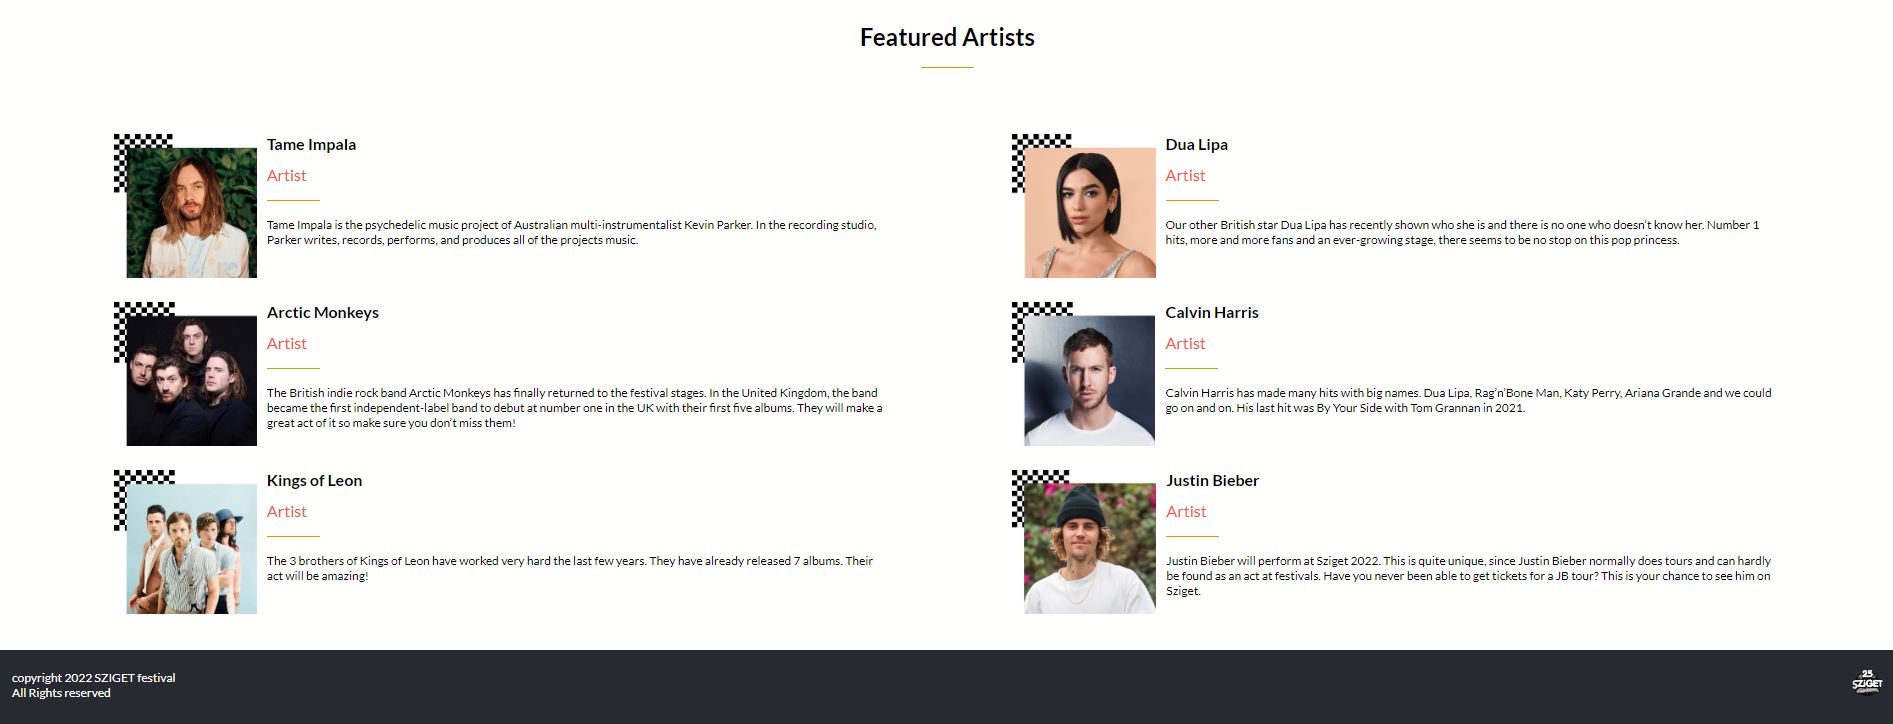 Featured Artists
Tame Impala
Artist
Tame Impala is the psychedelic music project of Australian multi-instrumentalist Kevin Parker. In the recording studio,
Parker writes, records, performs, and produces all of the projects music.
Dua Lipa
Artist
Our other British star Dua Lipa has recently shown who she is and there is no one who doesn't know her. Number 1
hits, more and more fans and an ever-growing stage, there seems to be no stop on this pop princess.
Arctic Monkeys
Artist
The British indie rock band Arctic Monkeys has finally returned to the festival stages. In the United Kingdom, the band
became the first independent-label band to debut at number one in the UK with their first five albums. They will make a
great act of it so make sure you don't miss them!
Calvin Harris
Artist
Calvin Harris has made many hits with big names. Dua Lipa, Rag'n'Bone Man, Katy Perry, Ariana Grande and we could
go on and on. His last hit was By Your Side with Tom Grannan in 2021.
Kings of Leon
Artist
The 3 brothers of Kings of Leon have worked very hard the last few years. They have already released 7 albums. Their
act will be amazing!
Justin Bieber
Artist
Justin Bieber will perform at Sziget 2022. This is quite unique, since Justin Bieber normally does tours and can hardly
be found as an act at festivals. Have you never been able to get tickets for a JB tour? This is your chance to see him on
Sziget.
copyright 2022 SZIGET festival
All Rights reserved
25
SZIGET